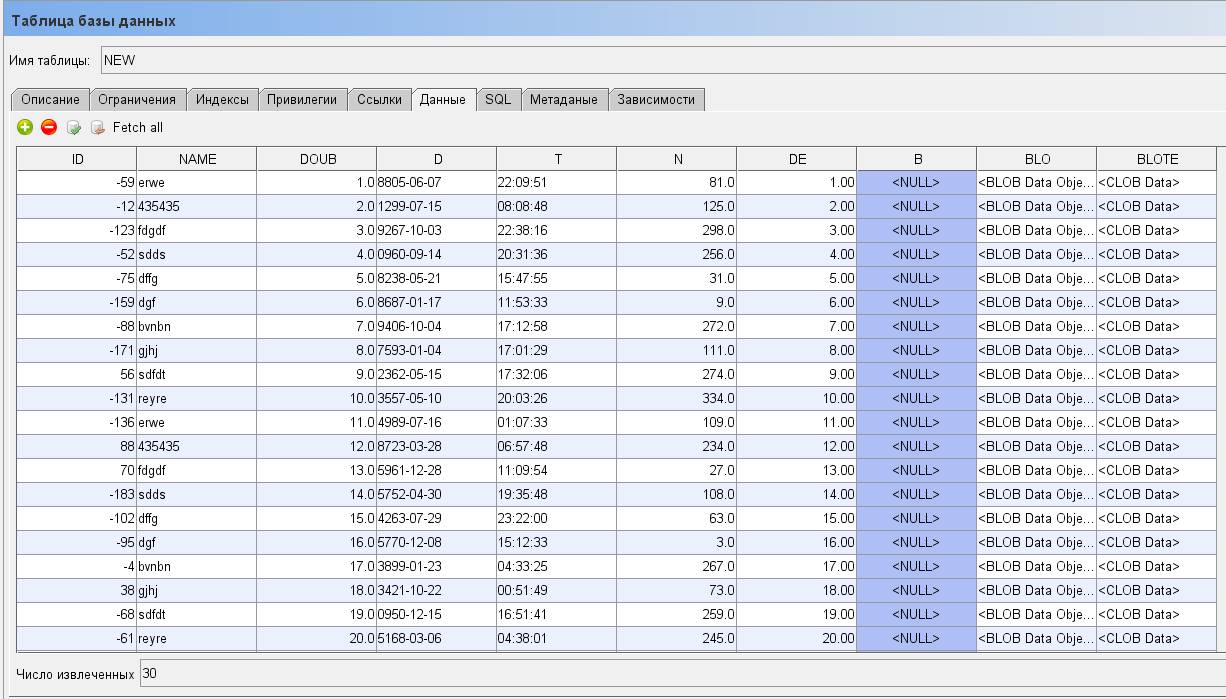 Таблица базы данных
Имя таблицы: NEW
Описание Ограничения Индексы Привилегии Ссылки Данные SQL Метаданые Зависимости
Fetch all
ID NAME DOUB D T N DE B BLO BLOTE
-59 erwe 1.0 8805-06-07 22:09:51 81.0 1.00 <NULL> <BLOB Data Obje... <CLOB Data>
-12 435435 2.0 1299-07-15 08:08:48 125.0 2.00 <NULL> <BLOB Data Obje... <CLOB Data>
-123 fdgdf 3.0 9267-10-03 22:38:16 298.0 3.00 <NULL> <BLOB Data Obje... <CLOB Data>
-52 sdds 4.0 0960-09-14 20:31:36 256.0 4.00 <NULL> <BLOB Data Obje... <CLOB Data>
-75 dffg 5.0 8238-05-21 15:47:55 31.0 5.00 <NULL> <BLOB Data Obje... <CLOB Data>
-159 dgf 6.0 8687-01-17 11:53:33 9.0 6.00 <NULL> <BLOB Data Obje... <CLOB Data>
-88 bvnbn 7.0 9406-10-04 17:12:58 272.0 7.00 <NULL> <BLOB Data Obje... <CLOB Data>
-171 gjhj 8.0 7593-01-04 17:01:29 111.0 8.00 <NULL> <BLOB Data Obje... <CLOB Data>
56 sdfdt 9.0 2362-05-15 17:32:06 274.0 9.00 <NULL> <BLOB Data Obje... <CLOB Data>
-131 reyre 10.0 3557-05-10 20:03:26 334.0 10.00 <NULL> <BLOB Data Obje... <CLOB Data>
-136 erwe 11.0 4989-07-16 01:07:33 109.0 11.00 <NULL> <BLOB Data Obje... <CLOB Data>
88 435435 12.0 8723-03-28 06:57:48 234.0 12.00 <NULL> <BLOB Data Obje... <CLOB Data>
70 fdgdf 13.0 5961-12-28 11:09:54 27.0 13.00 <NULL> <BLOB Data Obje... <CLOB Data>
-183 sdds 14.0 5752-04-30 19:35:48 108.0 14.00 <NULL> <BLOB Data Obje... <CLOB Data>
-102 dffg 15.0 4263-07-29 23:22:00 63.0 15.00 <NULL> <BLOB Data Obje... <CLOB Data>
-95 dgf 16.0 5770-12-08 15:12:33 3.0 16.00 <NULL> <BLOB Data Obje... <CLOB Data>
-4 bvnbn 17.0 3899-01-23 04:33:25 267.0 17.00 <NULL> <BLOB Data Obje... <CLOB Data>
38 gjhj 18.0 3421-10-22 00:51:49 73.0 18.00 <NULL> <BLOB Data Obje... <CLOB Data>
-68 sdfdt 19.0 0950-12-15 16:51:41 259.0 19.00 <NULL> <BLOB Data Obje... <CLOB Data>
-61 reyre 20.0 5168-03-06 04:38:01 245.0 20.00 <NULL> <BLOB Data Obje... <CLOB Data>
Число извлеченных 30